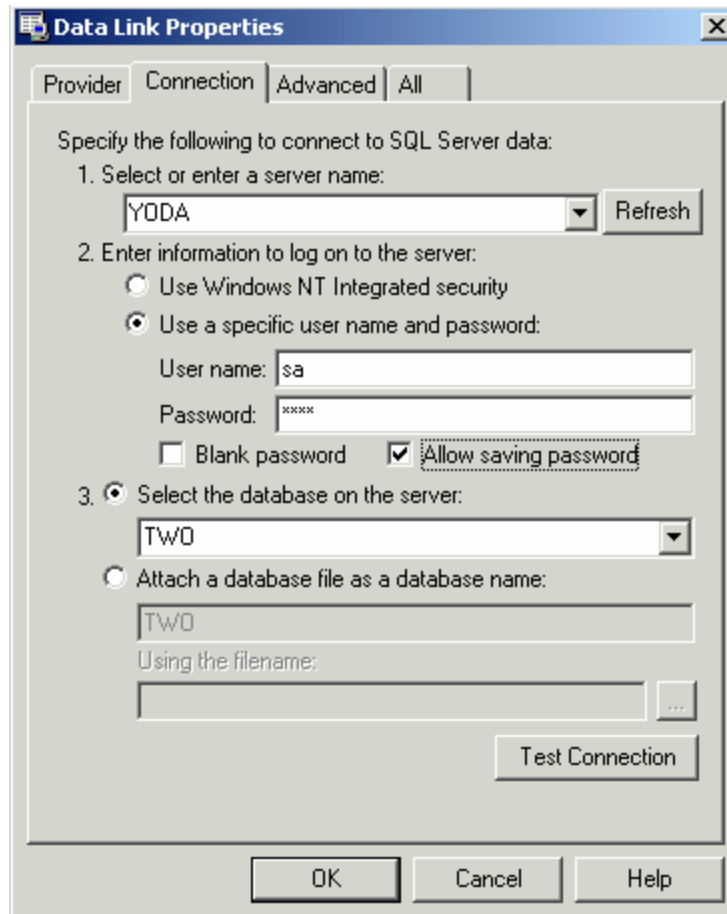 Data Link Properties
Provider Connection Advanced All
Specify the following to connect to SQL Server data:
1. Select or enter a server name:
YODA Refresh
2. Enter information to log on to the server:
Use Windows NT Integrated security
Use a specific user name and password:
User name: sa
Password: ****
Blank password Allow saving password
3. Select the database on the server:
TWO
Attach a database file as a database name:
TWO
Using the filename:
...
Test Connection
OK Cancel Help